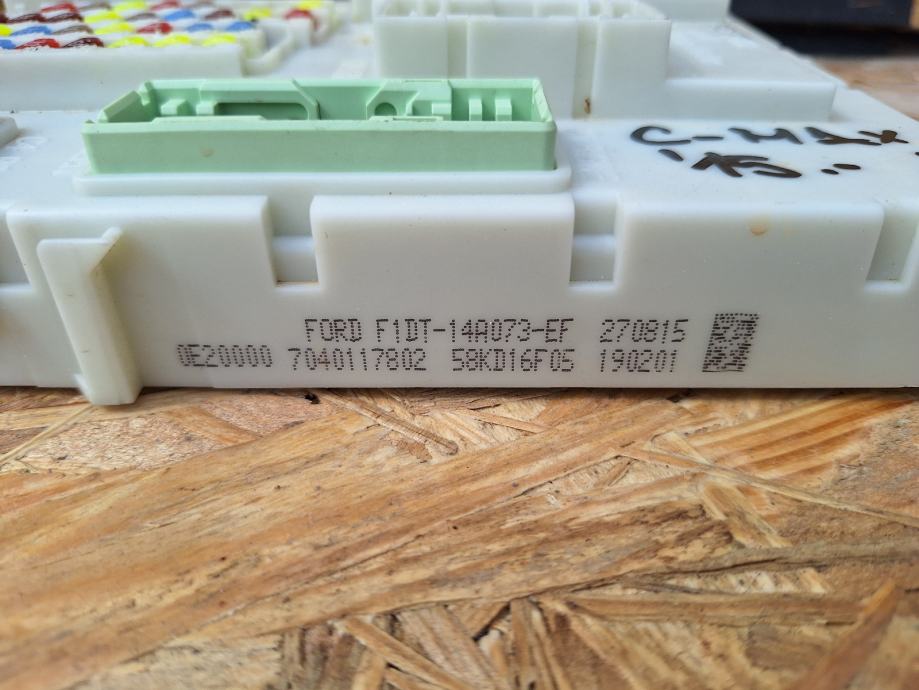 C-MAX
'15..
FORD F1DT-14A073-EF 270815
0E20000 7040117802 58KD16F05 190201